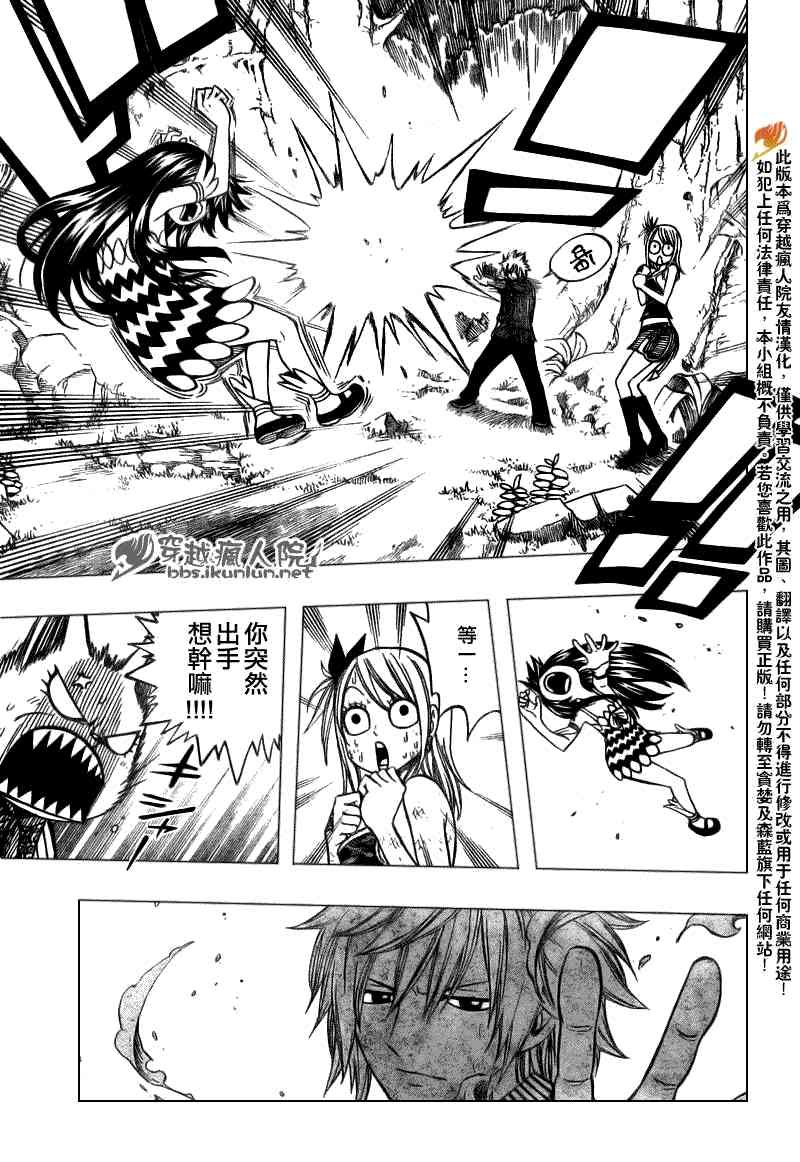 哈
等一…
你突然
出手
想幹嘛!!!!
穿越瘋人院
bbs.ikunlun.net
此版本爲穿越瘋人院友情漢化，僅供學習交流之用，其圖、翻譯以及任何部分不得進行修改或用于任何商業用途！
如犯上任何法律責任，本小組概不負責。若您喜歡此作品，請購買正版！請勿轉至貪婪及森藍旗下任何網站！